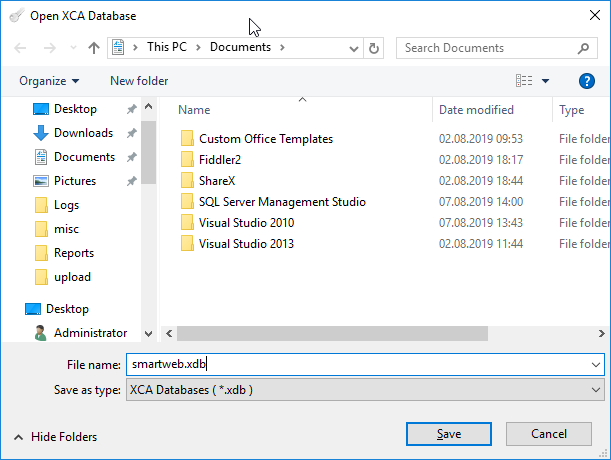 Open XCA Database
This PC > Documents >
Search Documents
Organize New folder
?
Name Date modified Type
Desktop
Downloads
Documents
Pictures
Logs
misc
Reports
upload
Desktop
Administrator
Custom Office Templates 02.08.2019 09:53 File folder
Fiddler2 02.08.2019 18:17 File folder
ShareX 02.08.2019 18:44 File folder
SQL Server Management Studio 07.08.2019 14:00 File folder
Visual Studio 2010 07.08.2019 13:43 File folder
Visual Studio 2013 02.08.2019 11:44 File folder
File name: smartweb.xdb
Save as type: XCA Databases ( *.xdb )
Hide Folders
Save Cancel